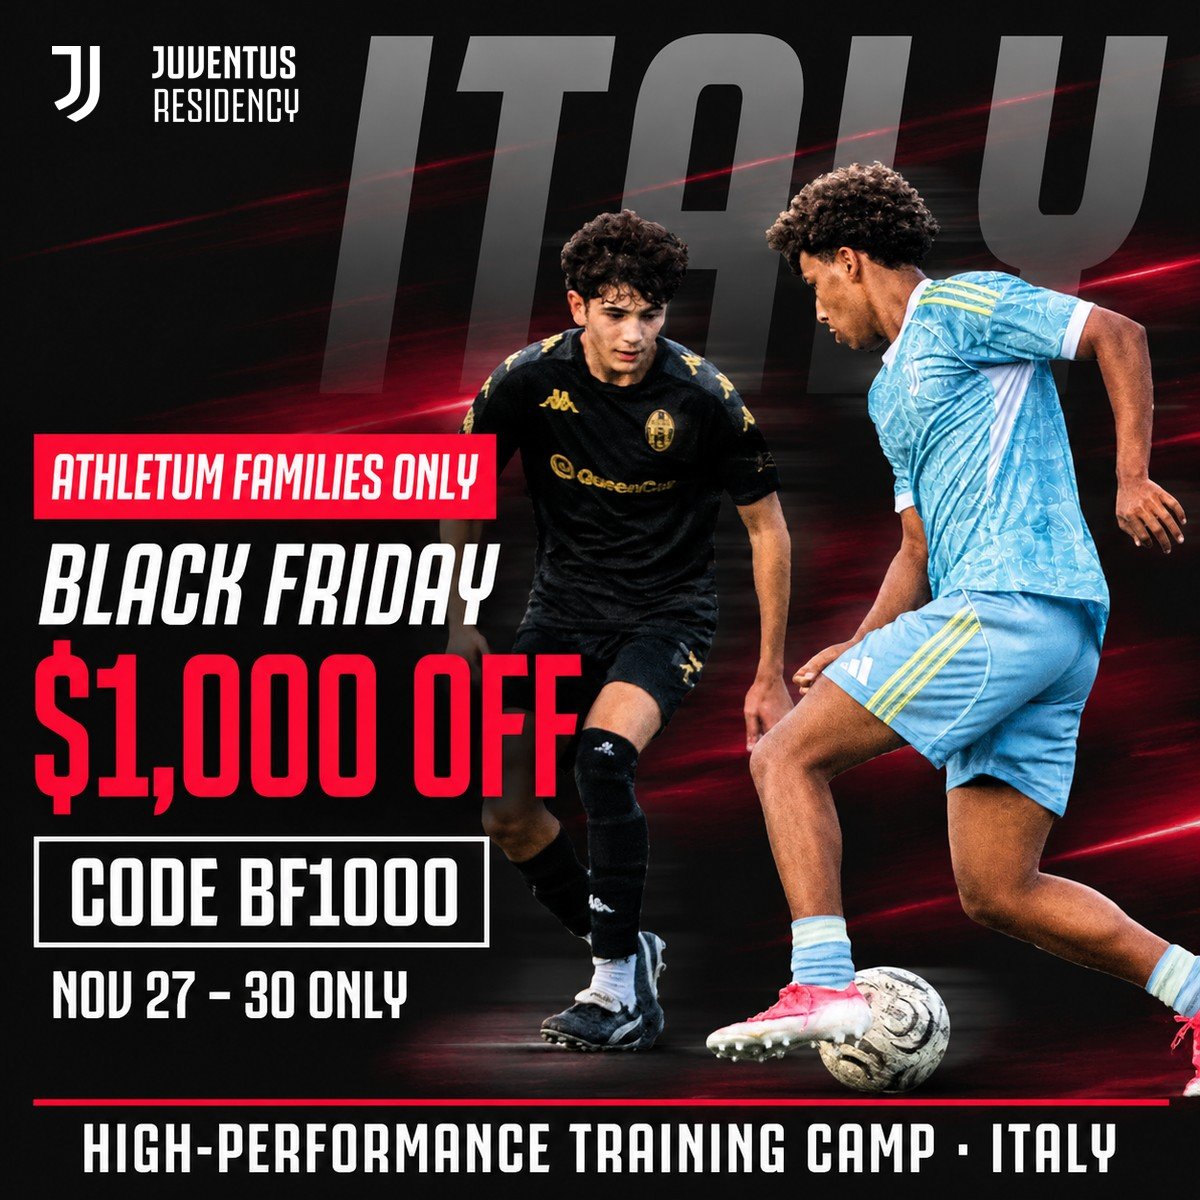 JUVENTUS
RESIDENCY
ITALY
ATHLETUM FAMILIES ONLY
BLACK FRIDAY
$1,000 OFF
CODE BF1000
NOV 27 – 30 ONLY
QueenCar
HIGH-PERFORMANCE TRAINING CAMP · ITALY